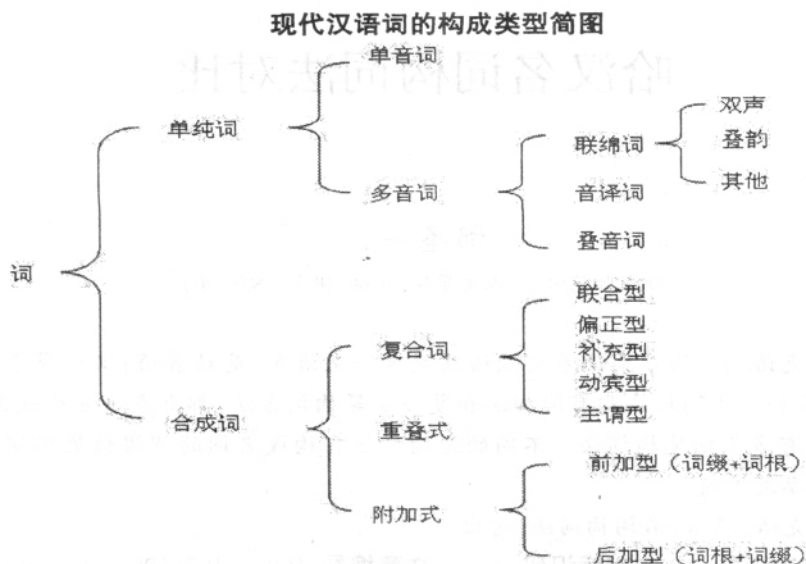 现代汉语词的构成类型简图
单音词
双声
单纯词
联绵词
叠韵
多音词
音译词
其他
叠音词
词
联合型
偏正型
复合词
补充型
动宾型
合成词
重叠式
主谓型
前加型（词缀+词根）
附加式
后加型（词根+词缀）